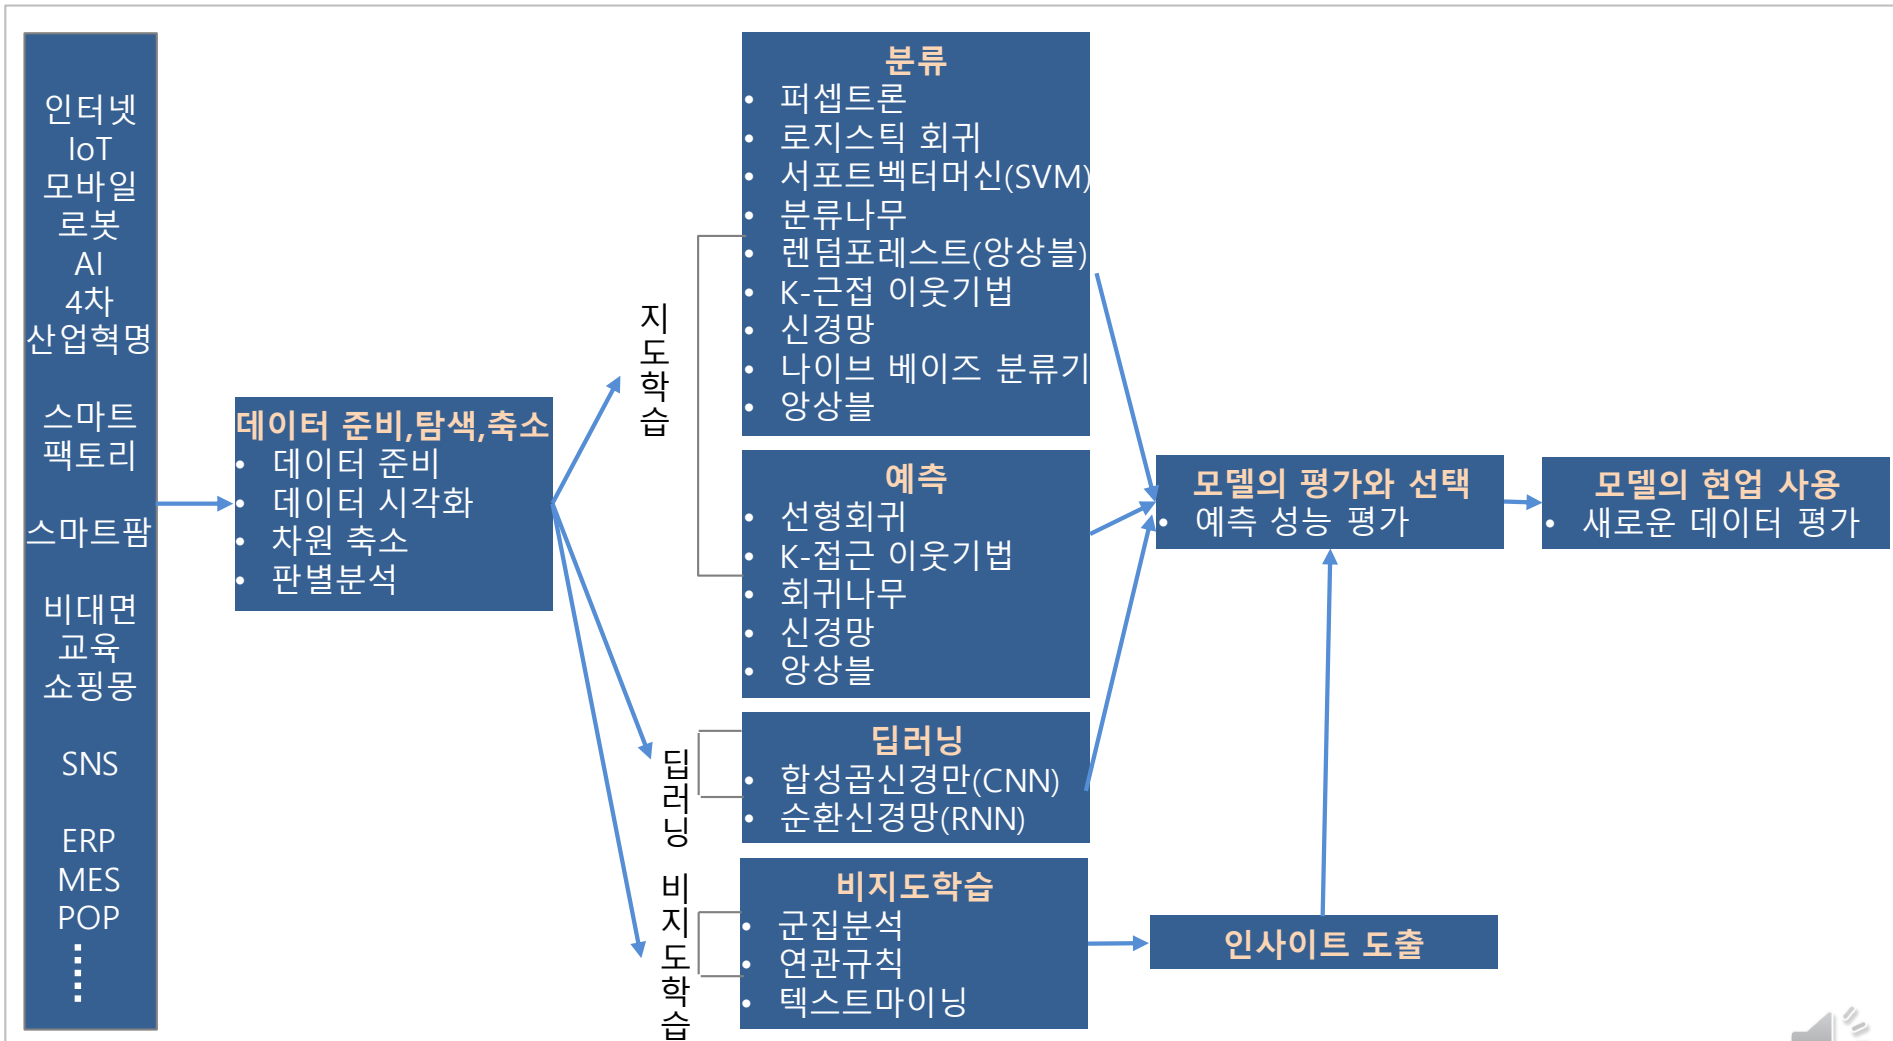 인터넷
IoT
모바일
로봇
AI
4차
산업혁명
스마트
팩토리
스마트팜
비대면
교육
쇼핑몰
SNS
ERP
MES
POP
데이터 준비,탐색,축소
• 데이터 준비
• 데이터 시각화
• 차원 축소
• 판별분석
지도학습
분류
• 퍼셉트론
• 로지스틱 회귀
• 서포트벡터머신(SVM)
• 분류나무
• 렌덤포레스트(앙상블)
• K-근접 이웃기법
• 신경망
• 나이브 베이즈 분류기
• 앙상블
예측
• 선형회귀
• K-접근 이웃기법
• 회귀나무
• 신경망
• 앙상블
딥러닝
딥러닝
• 합성곱신경만(CNN)
• 순환신경망(RNN)
비지도학습
비지도학습
• 군집분석
• 연관규칙
• 텍스트마이닝
모델의 평가와 선택
• 예측 성능 평가
인사이트 도출
모델의 현업 사용
• 새로운 데이터 평가